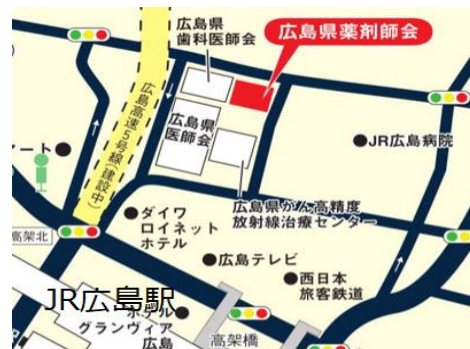 広島県
歯科医師会
広島県薬剤師会
広島高速5号線(建設中)
広島県
医師会
JR広島病院
ート
広島県がん高精度
放射線治療センター
ダイワ
ロイネット
ホテル
高架北
広島テレビ
西日本
旅客鉄道
JR広島駅
ホテル
グランヴィア
広島
高架橋